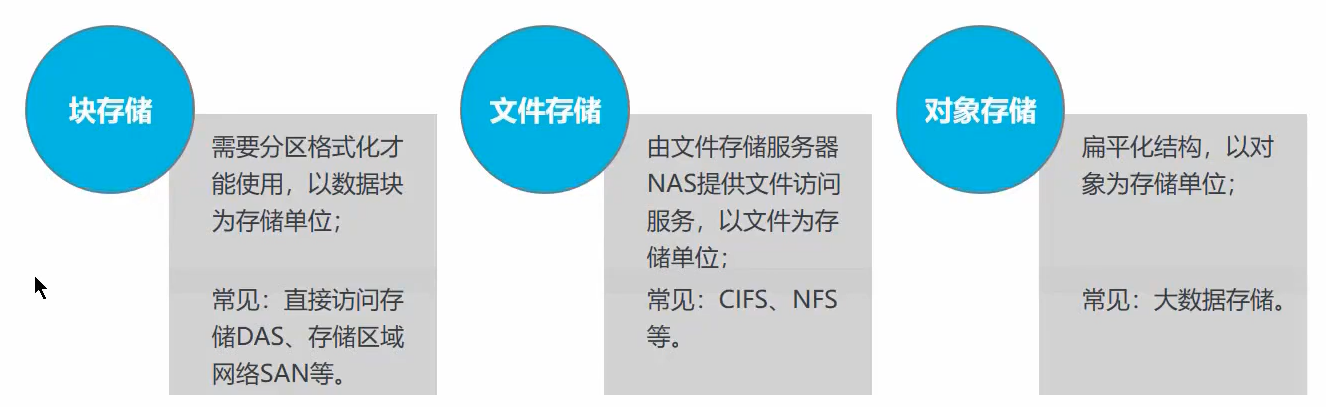 块存储
需要分区格式化才
能使用，以数据块
为存储单位；
常见：直接访问存
储DAS、存储区域
网络SAN等。
文件存储
由文件存储服务器
NAS提供文件访问
服务，以文件为存
储单位；
常见：CIFS、NFS
等。
对象存储
扁平化结构，以对
象为存储单位；
常见：大数据存储。